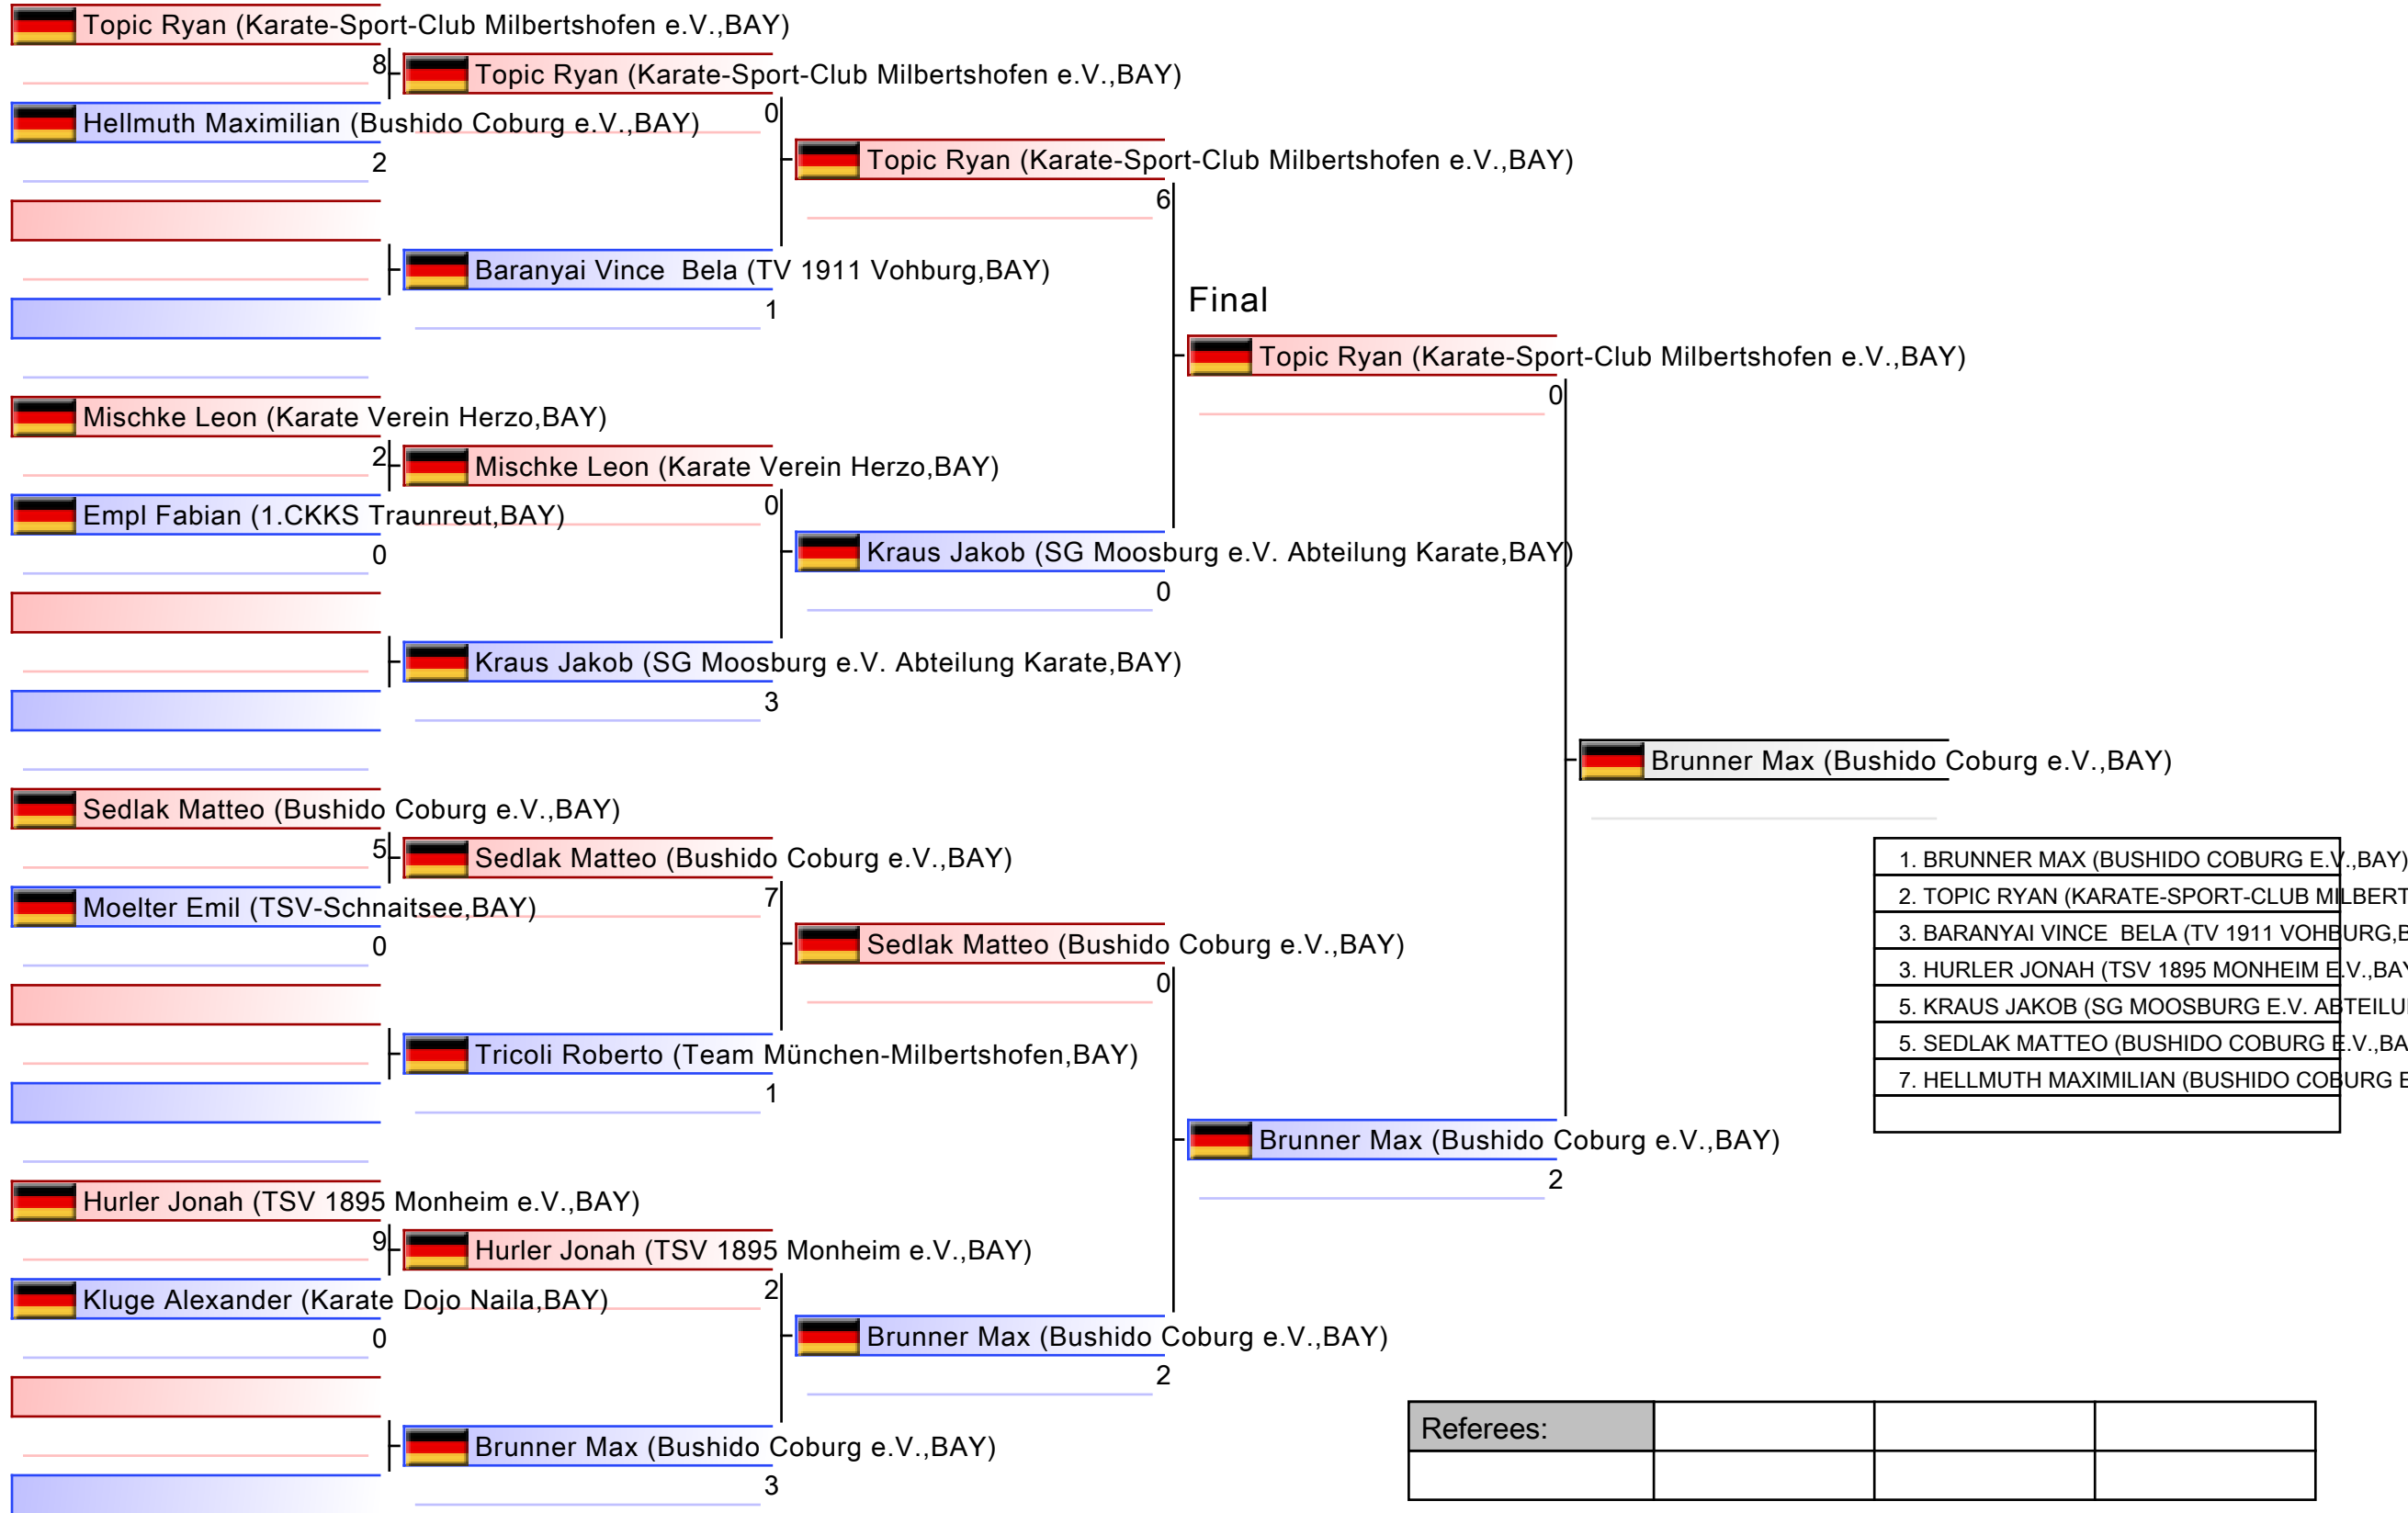 Topic Ryan (Karate-Sport-Club Milbertshofen e.V.,BAY)
8
Hellmuth Maximilian (Bushido Coburg e.V.,BAY)
2
Mischke Leon (Karate Verein Herzo,BAY)
2
Empl Fabian (1.CKKS Traunreut,BAY)
0
Sedlak Matteo (Bushido Coburg e.V.,BAY)
5
Moelter Emil (TSV-Schnaitsee,BAY)
0
Hurler Jonah (TSV 1895 Monheim e.V.,BAY)
9
Kluge Alexander (Karate Dojo Naila,BAY)
0
Topic Ryan (Karate-Sport-Club Milbertshofen e.V.,BAY)
0
Baranyai Vince  Bela (TV 1911 Vohburg,BAY)
1
Mischke Leon (Karate Verein Herzo,BAY)
0
Kraus Jakob (SG Moosburg e.V. Abteilung Karate,BAY)
3
Sedlak Matteo (Bushido Coburg e.V.,BAY)
7
Tricoli Roberto (Team München-Milbertshofen,BAY)
1
Hurler Jonah (TSV 1895 Monheim e.V.,BAY)
2
Brunner Max (Bushido Coburg e.V.,BAY)
3
Topic Ryan (Karate-Sport-Club Milbertshofen e.V.,BAY)
6
Kraus Jakob (SG Moosburg e.V. Abteilung Karate,BAY)
0
Sedlak Matteo (Bushido Coburg e.V.,BAY)
0
Brunner Max (Bushido Coburg e.V.,BAY)
2
Final
Topic Ryan (Karate-Sport-Club Milbertshofen e.V.,BAY)
0
Brunner Max (Bushido Coburg e.V.,BAY)
2
Brunner Max (Bushido Coburg e.V.,BAY)
1. BRUNNER MAX (BUSHIDO COBURG E.V.,BAY)
2. TOPIC RYAN (KARATE-SPORT-CLUB MILBERT
3. BARANYAI VINCE  BELA (TV 1911 VOHBURG,B
3. HURLER JONAH (TSV 1895 MONHEIM E.V.,BAY
5. KRAUS JAKOB (SG MOOSBURG E.V. ABTEILU
5. SEDLAK MATTEO (BUSHIDO COBURG E.V.,BA
7. HELLMUTH MAXIMILIAN (BUSHIDO COBURG E
Referees: